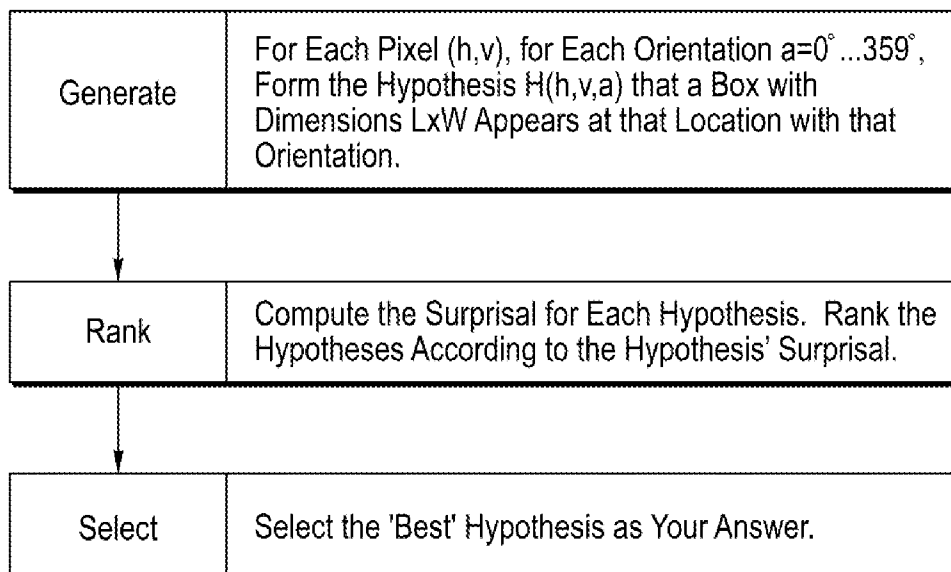 Generate
For Each Pixel (h,v), for Each Orientation a=0°...359°,
Form the Hypothesis H(h,v,a) that a Box with
Dimensions LxW Appears at that Location with that
Orientation.
Rank
Compute the Surprisal for Each Hypothesis. Rank the
Hypotheses According to the Hypothesis' Surprisal.
Select
Select the 'Best' Hypothesis as Your Answer.